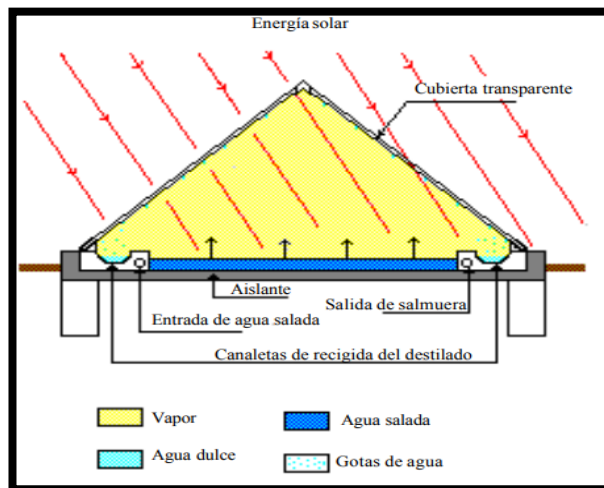 Energía solar
Cubierta transparente
Aislante
Salida de salmuera
Entrada de agua salada
Canaletas de recigida del destilado
Vapor
Agua salada
Agua dulce
Gotas de agua